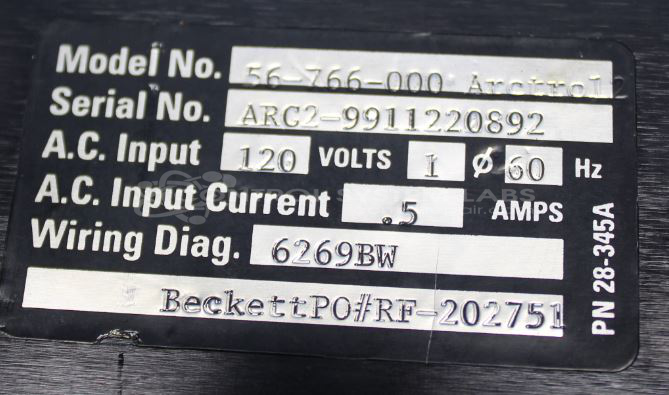 Model No. 56-766-000 Arctrol2
Serial No. ARC2-9911220892
A.C. Input 120 VOLTS 1 ø 60 Hz
A.C. Input Current .5 AMPS
Wiring Diag. 6269BW
BeckettPO#RF-202751
PN 28-345A